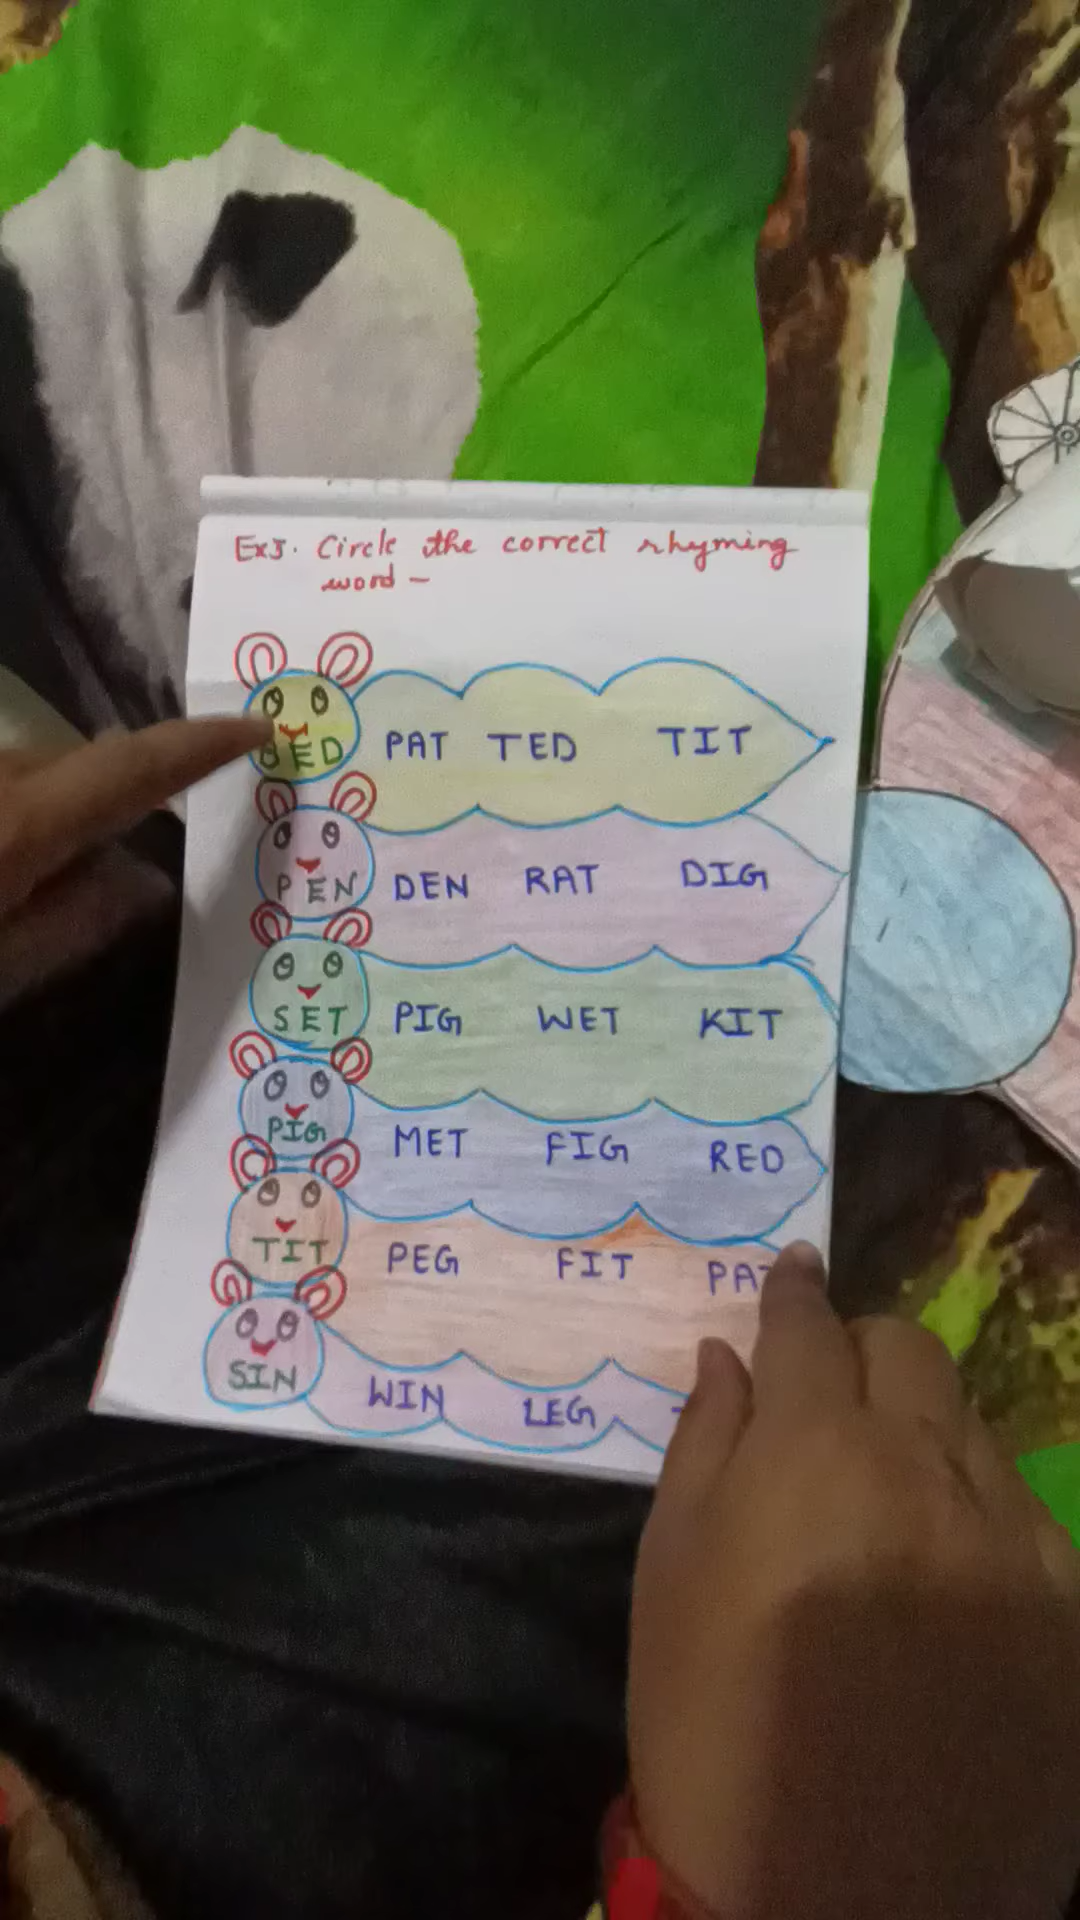 Ex5. Circle the correct rhyming
word -
BED PAT TED TIT
PEN DEN RAT DIG
SET PIG WET KIT
PIG MET FIG RED
TIT PEG FIT
SIN WIN LEG